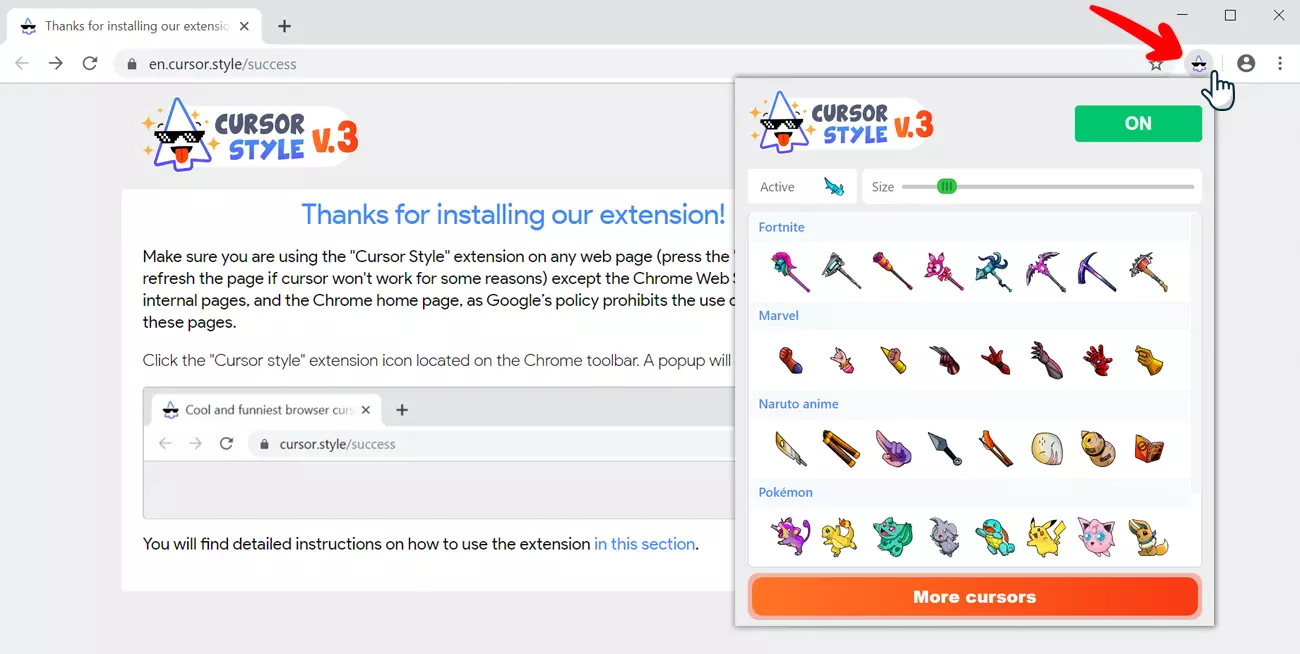 Thanks for installing our extensio
en.cursor.style/success
CURSOR
STYLE V.3
Thanks for installing our extension!
Make sure you are using the "Cursor Style" extension on any web page (press the
refresh the page if cursor won't work for some reasons) except the Chrome Web
internal pages, and the Chrome home page, as Google's policy prohibits the use
these pages.
Click the "Cursor style" extension icon located on the Chrome toolbar. A popup will
Cool and funniest browser cur
cursor.style/success
You will find detailed instructions on how to use the extension in this section.
CURSOR
STYLE V.3
ON
Active
Size
Fortnite
Marvel
Naruto anime
Pokémon
More cursors